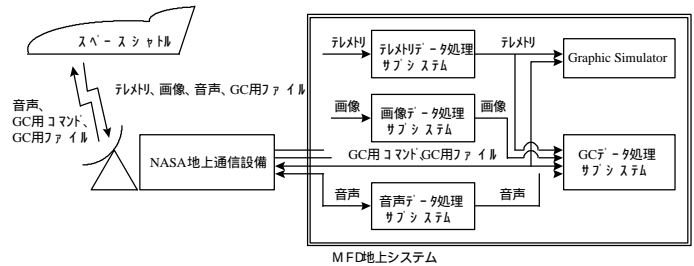 スペースシャトル
テレメトリ、画像、音声、GC用ファイル
音声、
GC用コマンド、
GC用ファイル
NASA地上通信設備
テレメトリ
テレメトリデータ処理
サブシステム
テレメトリ
Graphic Simulator
画像
画像データ処理
サブシステム
画像
GC用コマンド、GC用ファイル
GCデータ処理
サブシステム
音声
音声データ処理
サブシステム
音声
MFD地上システム